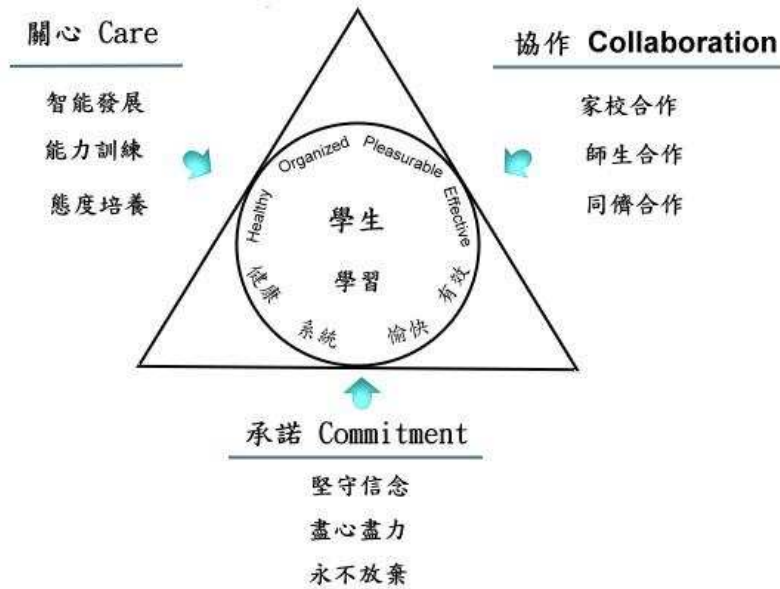 關心 Care
智能發展
能力訓練
態度培養
協作 Collaboration
家校合作
師生合作
同儕合作
Healthy Organized Pleasurable Effective
學生
學習
健康 系統 愉快 有效
承諾 Commitment
堅守信念
盡心盡力
永不放棄